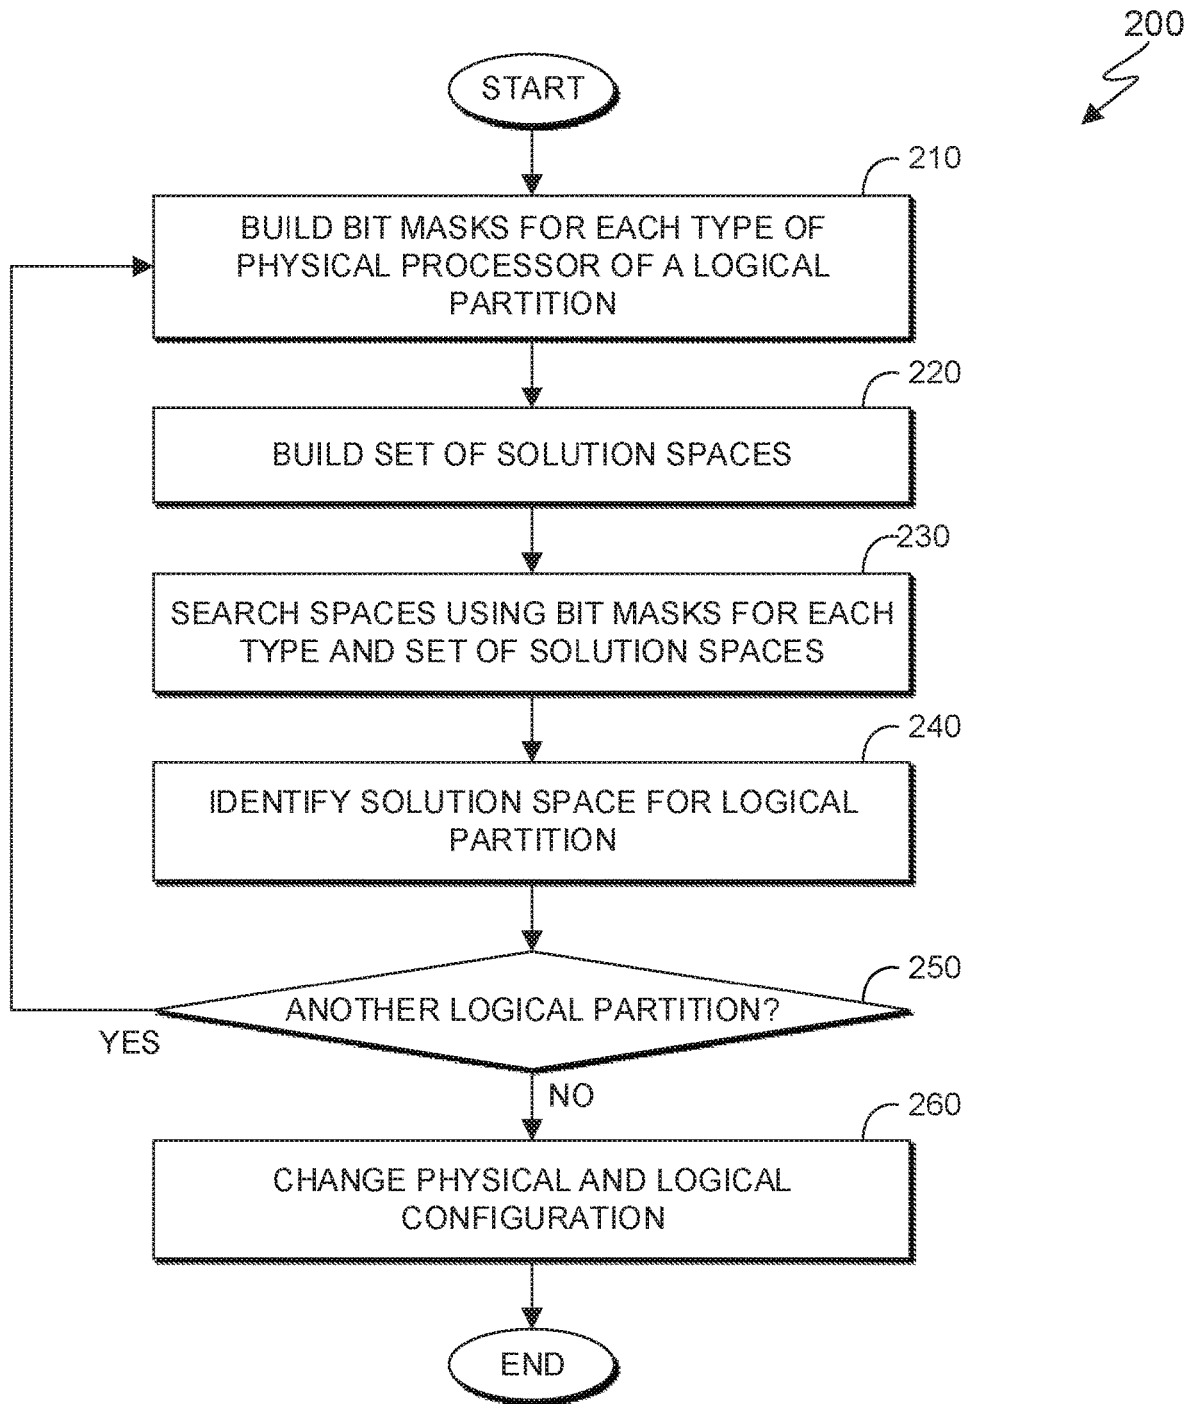 200
START
210
BUILD BIT MASKS FOR EACH TYPE OF
PHYSICAL PROCESSOR OF A LOGICAL
PARTITION
220
BUILD SET OF SOLUTION SPACES
230
SEARCH SPACES USING BIT MASKS FOR EACH
TYPE AND SET OF SOLUTION SPACES
240
IDENTIFY SOLUTION SPACE FOR LOGICAL
PARTITION
250
ANOTHER LOGICAL PARTITION?
YES
NO
260
CHANGE PHYSICAL AND LOGICAL
CONFIGURATION
END